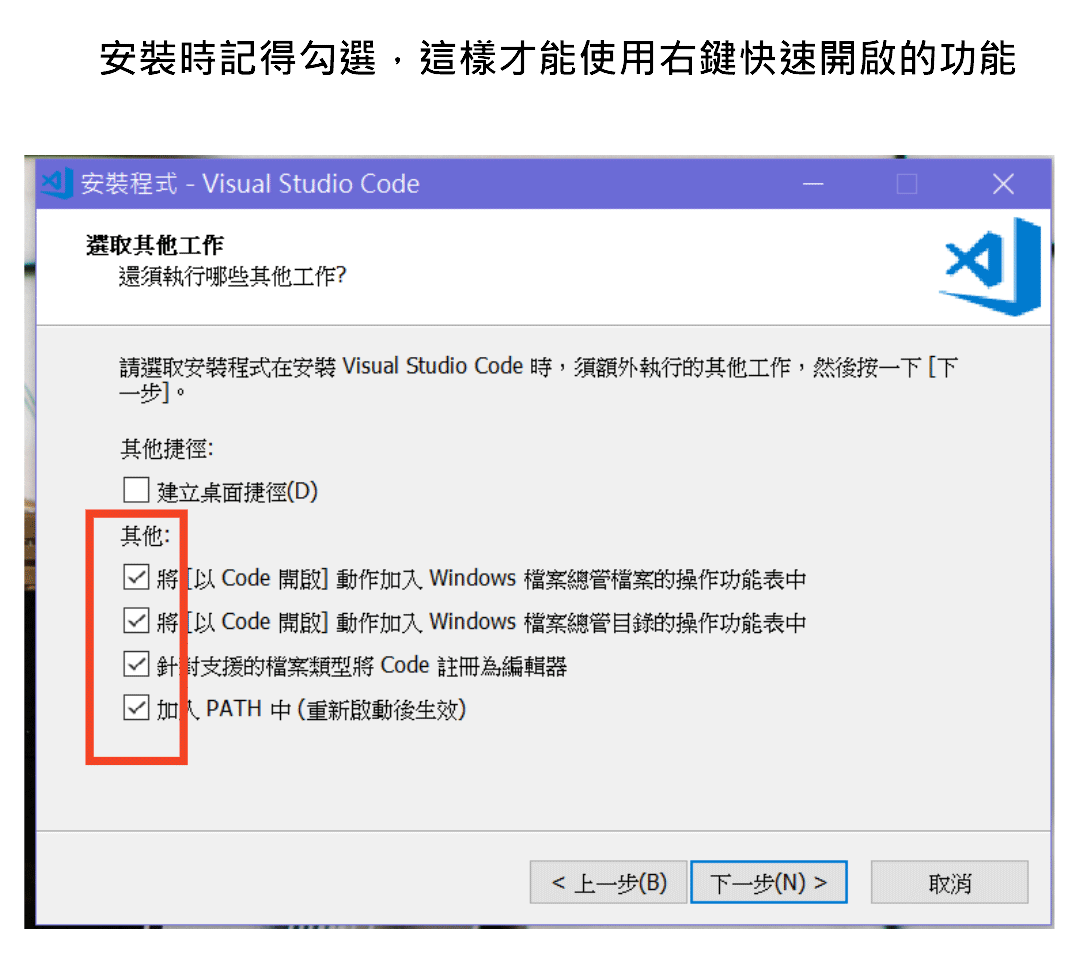 安裝時記得勾選，這樣才能使用右鍵快速開啟的功能
安裝程式 - Visual Studio Code
選取其他工作
還須執行哪些其他工作?
請選取安裝程式在安裝 Visual Studio Code 時，須額外執行的其他工作，然後按一下 [下
一步]。
其他捷徑:
建立桌面捷徑(D)
其他:
將 [以 Code 開啟] 動作加入 Windows 檔案總管檔案的操作功能表中
將 [以 Code 開啟] 動作加入 Windows 檔案總管目錄的操作功能表中
針對支援的檔案類型將 Code 註冊為編輯器
加入 PATH 中 (重新啟動後生效)
< 上一步(B)
下一步(N) >
取消